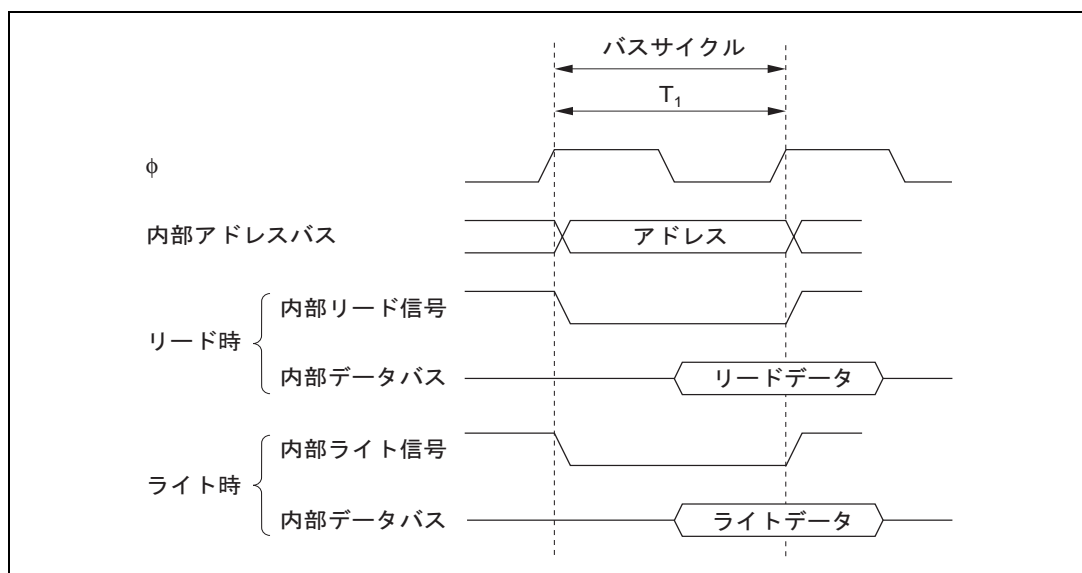 バスサイクル
T1
φ
内部アドレスバス
アドレス
リード時
内部リード信号
内部データバス
リードデータ
ライト時
内部ライト信号
内部データバス
ライトデータ